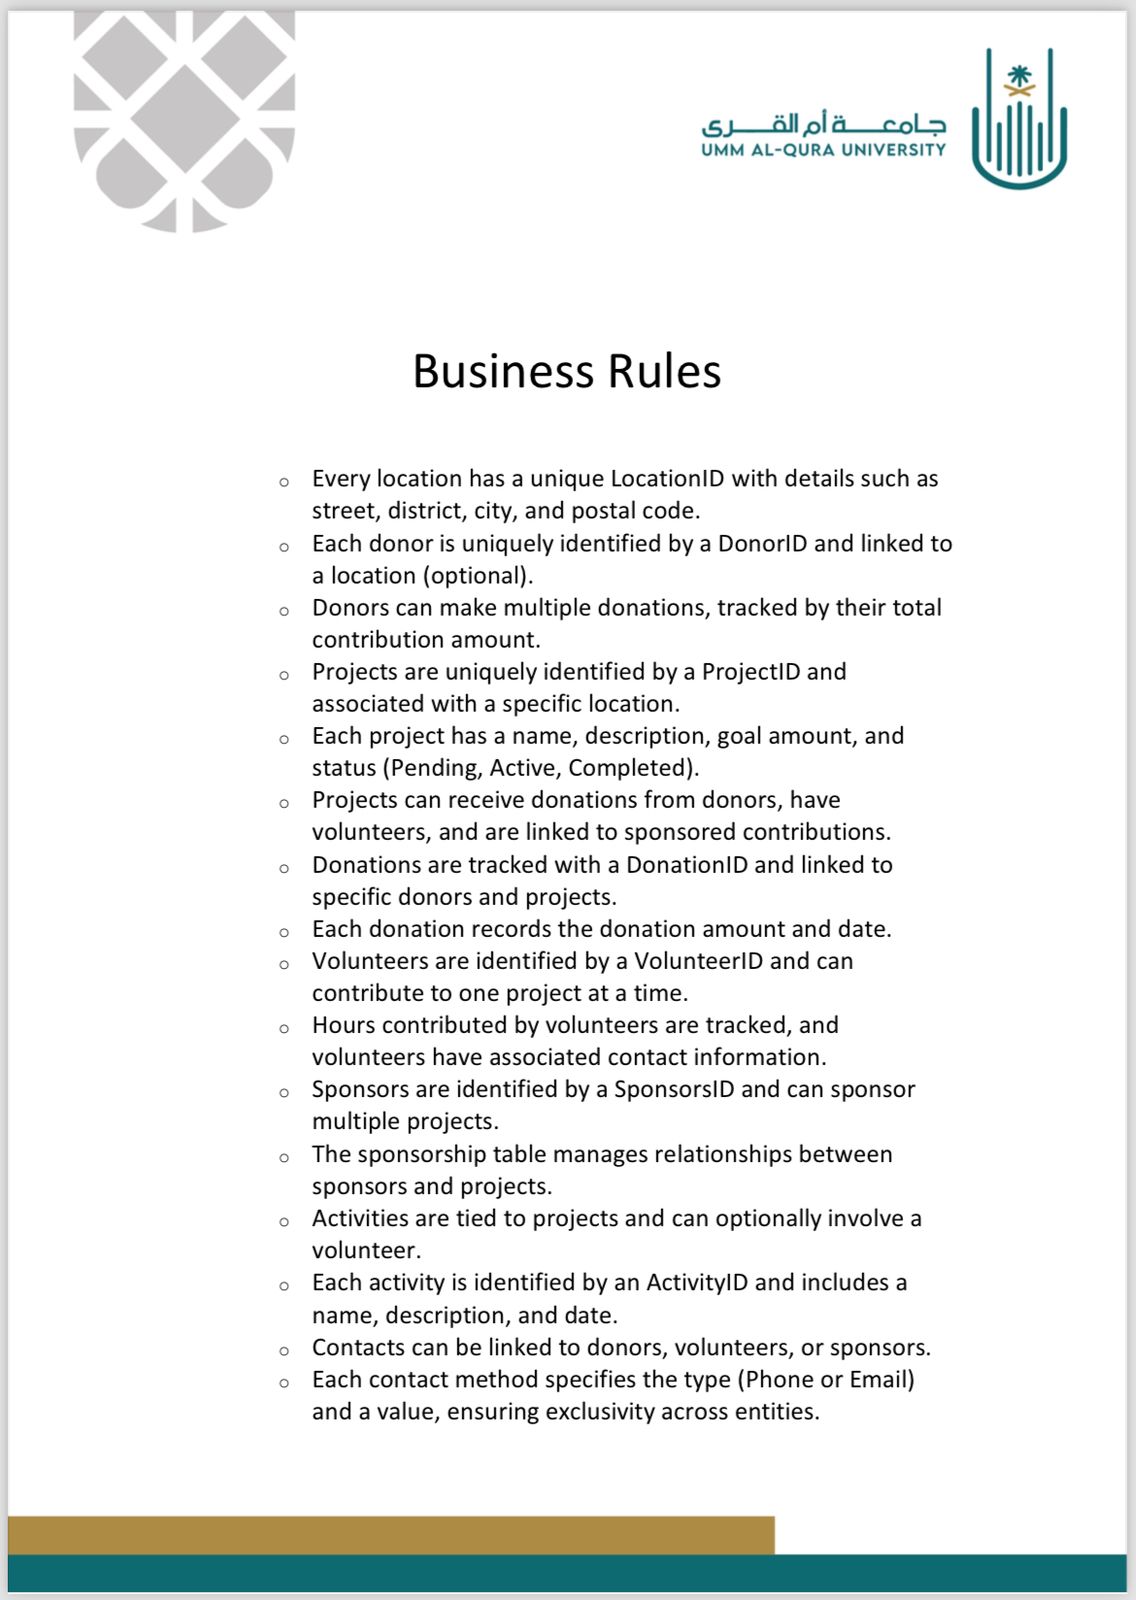 جامعة أم القرى
UMM AL-QURA UNIVERSITY
Business Rules
o Every location has a unique LocationID with details such as
street, district, city, and postal code.
o Each donor is uniquely identified by a DonorID and linked to
a location (optional).
o Donors can make multiple donations, tracked by their total
contribution amount.
o Projects are uniquely identified by a ProjectID and
associated with a specific location.
o Each project has a name, description, goal amount, and
status (Pending, Active, Completed).
o Projects can receive donations from donors, have
volunteers, and are linked to sponsored contributions.
o Donations are tracked with a DonationID and linked to
specific donors and projects.
o Each donation records the donation amount and date.
o Volunteers are identified by a VolunteerID and can
contribute to one project at a time.
o Hours contributed by volunteers are tracked, and
volunteers have associated contact information.
o Sponsors are identified by a SponsorsID and can sponsor
multiple projects.
o The sponsorship table manages relationships between
sponsors and projects.
o Activities are tied to projects and can optionally involve a
volunteer.
o Each activity is identified by an ActivityID and includes a
name, description, and date.
o Contacts can be linked to donors, volunteers, or sponsors.
o Each contact method specifies the type (Phone or Email)
and a value, ensuring exclusivity across entities.